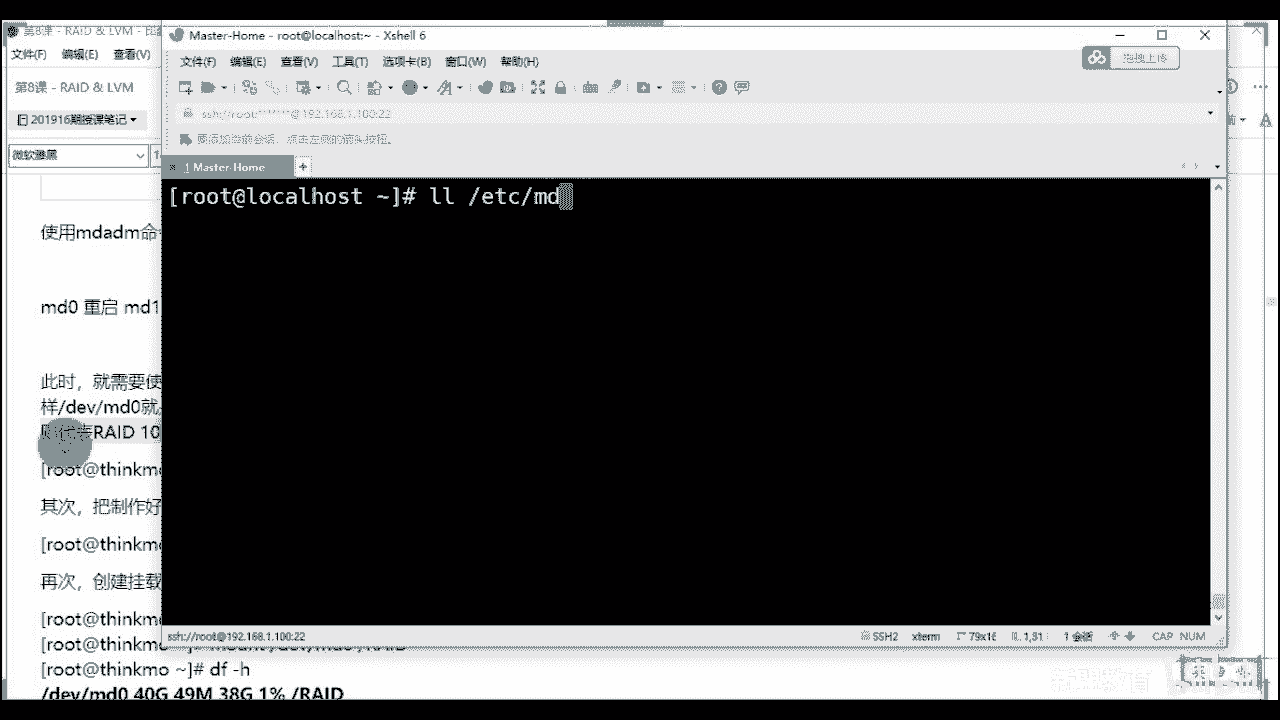 第8课 - RAID & LVM -
Master-Home - root@localhost:~ - Xshell 6
文件(F) 编辑(E) 查看(V)
文件(F) 编辑(E) 查看(V) 工具(T) 选项卡(B) 窗口(W) 帮助(H)
拖拽上传
第8课 - RAID & LVM
ssh://root:*******@192.168.1.100:22
201916期授课笔记
要添加当前会话，点击左侧的箭头按钮。
微软雅黑
1 Master-Home
[root@localhost ~]# ll /etc/md
使用mdadm命
md0 重启 md1
此时，就需要使
样/dev/md0就
RAID 10
[root@thinkmo
其次，把制作好
[root@thinkmo
再次，创建挂载
[root@thinkmo
ssh://root@192.168.1.100:22 SSH2 xterm 79x16 1,31 1 会话 CAP NUM
[root@thinkmo ~]# mount /dev/md0 /RAID
[root@thinkmo ~]# df -h
/dev/md0 40G 49M 38G 1% /RAID